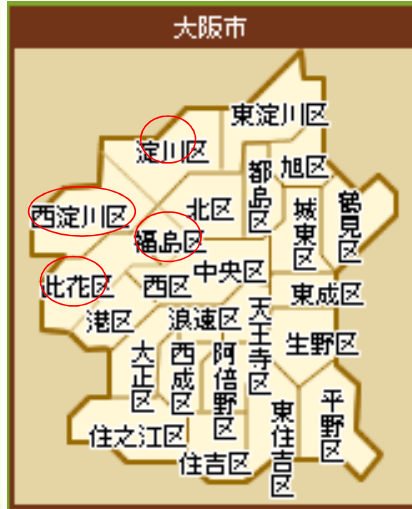 大阪市
東淀川区
淀川区
旭区
都島区
鶴見区
北区
城東区
西淀川区
福島区
中央区
此花区
西区
東成区
天王寺区
港区
浪速区
生野区
大正区
西成区
阿倍野区
平野区
東住吉区
住之江区
住吉区